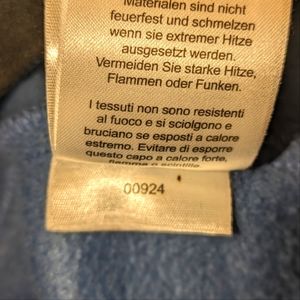 Materialen sind nicht
feuerfest und schmelzen
wenn sie extremer Hitze
ausgesetzt werden.
Vermeiden Sie starke Hitze,
Flammen oder Funken.
I tessuti non sono resistenti
al fuoco e si sciolgono e
bruciano se esposti a calore
estremo. Evitare di esporre
questo capo a calore forte,
fiamme o scintille.
00924